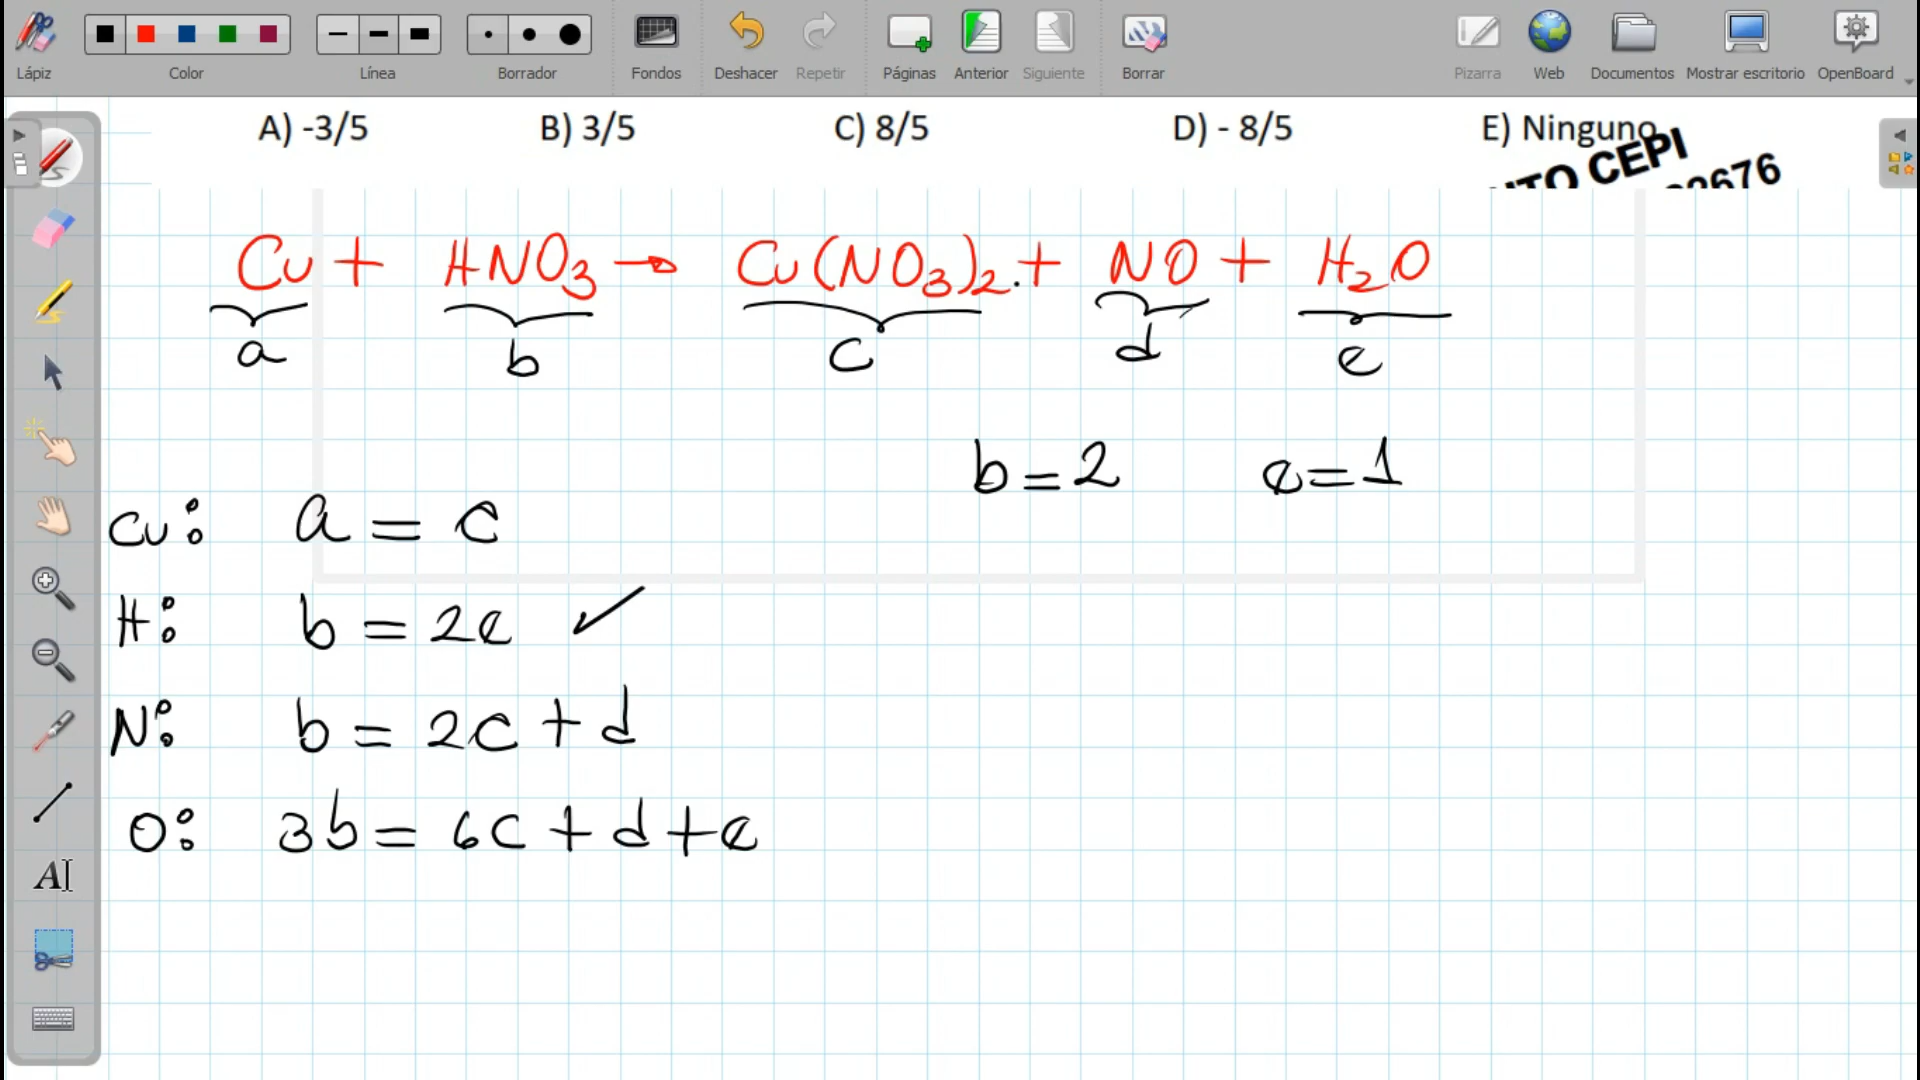 Lápiz Color Línea Borrador Fondos Deshacer Repetir Páginas Anterior Siguiente Borrar Pizarra Web Documentos Mostrar escritorio OpenBoard
A) -3/5 B) 3/5 C) 8/5 D) - 8/5 E) Ninguno
CEPI
Cu + HNO₃ → Cu(NO₃)₂ + NO + H₂O
a b c d e
b = 2 e = 1
Cu: a = c
H: b = 2e ✓
N: b = 2c + d
O: 3b = 6c + d + e